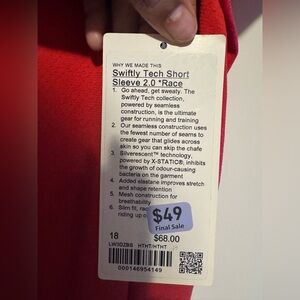 WHY WE MADE THIS
Swiftly Tech Short
Sleeve 2.0 *Race
1. Go ahead, get sweaty. The
Swiftly Tech collection,
powered by seamless
construction, is the ultimate
gear for running and training
2. Our seamless construction uses
the fewest number of seams to
create gear that glides across
skin so you can skip the chafe
3. Silverescent™ technology,
powered by X-STATIC®, inhibits
the growth of odour-causing
bacteria on the garment
4. Added elastane improves stretch
and shape retention
5. Mesh construction for
breathability
6. Slim fit,
riding up
$49
Final Sale
18
$68.00
LW3DZBS HTHT/HTHT
000146954149